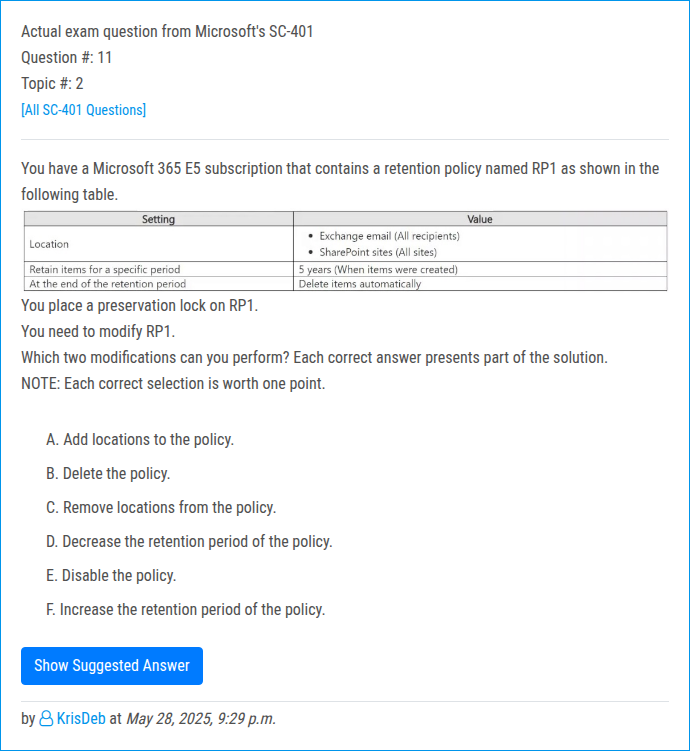 Actual exam question from Microsoft's SC-401
Question #: 11
Topic #: 2
[All SC-401 Questions]
You have a Microsoft 365 E5 subscription that contains a retention policy named RP1 as shown in the
following table.
Setting Value
Location
• Exchange email (All recipients)
• SharePoint sites (All sites)
Retain items for a specific period 5 years (When items were created)
At the end of the retention period Delete items automatically
You place a preservation lock on RP1.
You need to modify RP1.
Which two modifications can you perform? Each correct answer presents part of the solution.
NOTE: Each correct selection is worth one point.
A. Add locations to the policy.
B. Delete the policy.
C. Remove locations from the policy.
D. Decrease the retention period of the policy.
E. Disable the policy.
F. Increase the retention period of the policy.
Show Suggested Answer
by KrisDeb at May 28, 2025, 9:29 p.m.